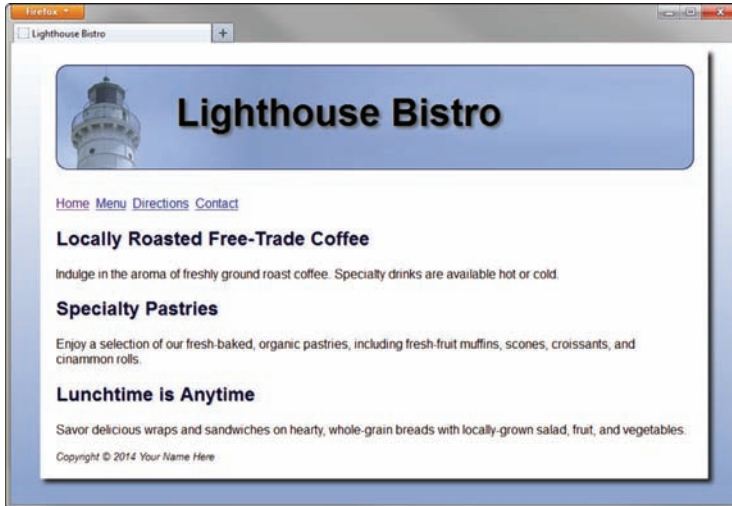 Firefox
Lighthouse Bistro
Lighthouse Bistro
Home Menu Directions Contact
Locally Roasted Free-Trade Coffee
Indulge in the aroma of freshly ground roast coffee. Specialty drinks are available hot or cold.
Specialty Pastries
Enjoy a selection of our fresh-baked, organic pastries, including fresh-fruit muffins, scones, croissants, and
cinammon rolls.
Lunchtime is Anytime
Savor delicious wraps and sandwiches on hearty, whole-grain breads with locally-grown salad, fruit, and vegetables.
Copyright © 2014 Your Name Here